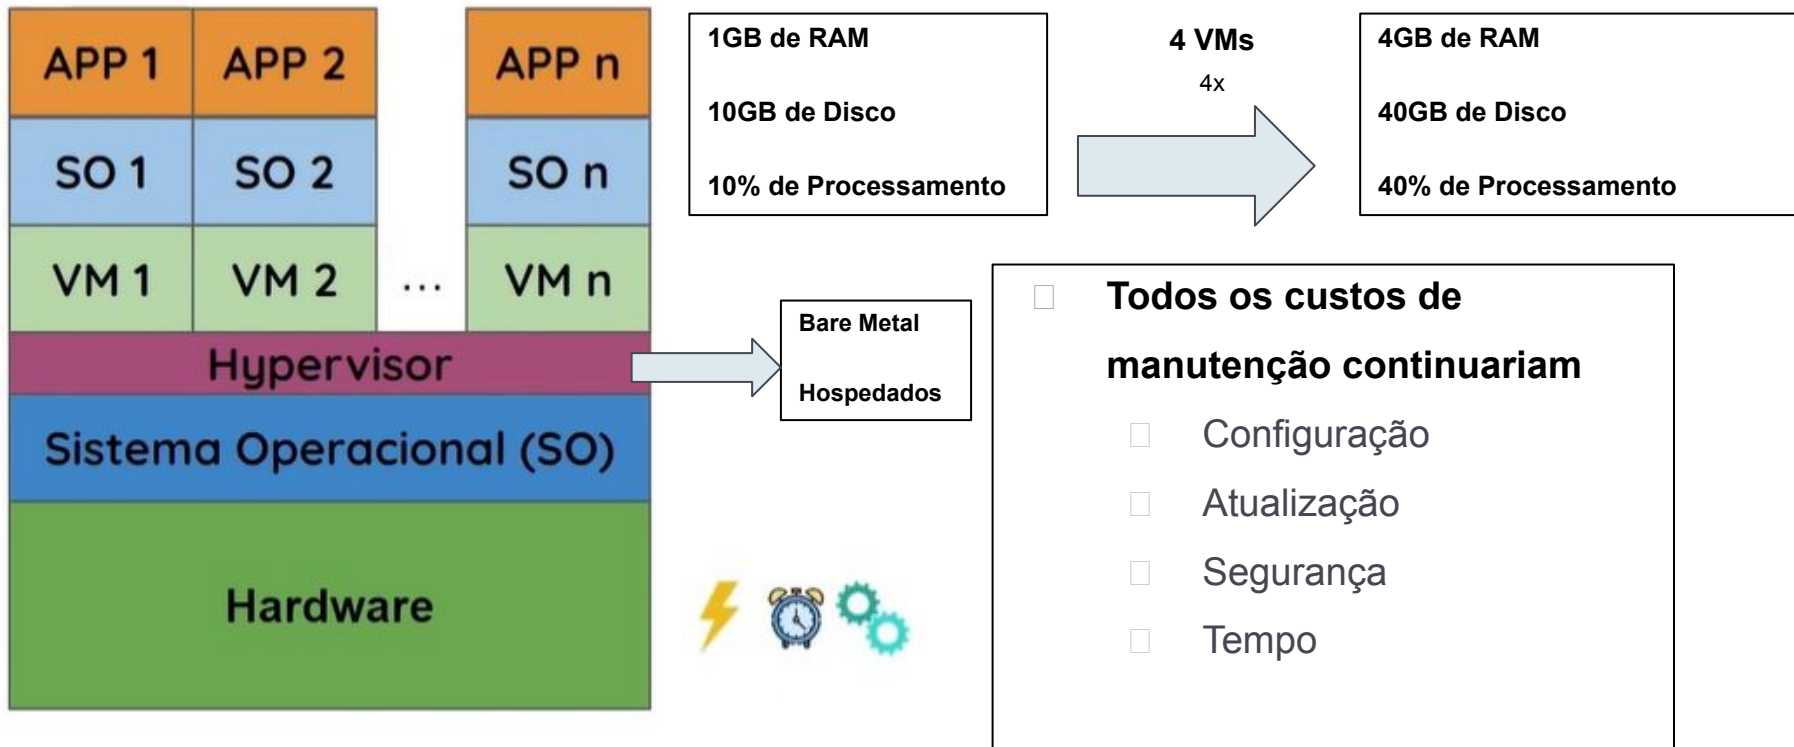 APP 1 APP 2 APP n
SO 1 SO 2 SO n
VM 1 VM 2 ... VM n
Hypervisor
Sistema Operacional (SO)
Hardware
1GB de RAM
10GB de Disco
10% de Processamento
4 VMs
4x
4GB de RAM
40GB de Disco
40% de Processamento
Bare Metal
Hospedados
Todos os custos de
manutenção continuariam
Configuração
Atualização
Segurança
Tempo